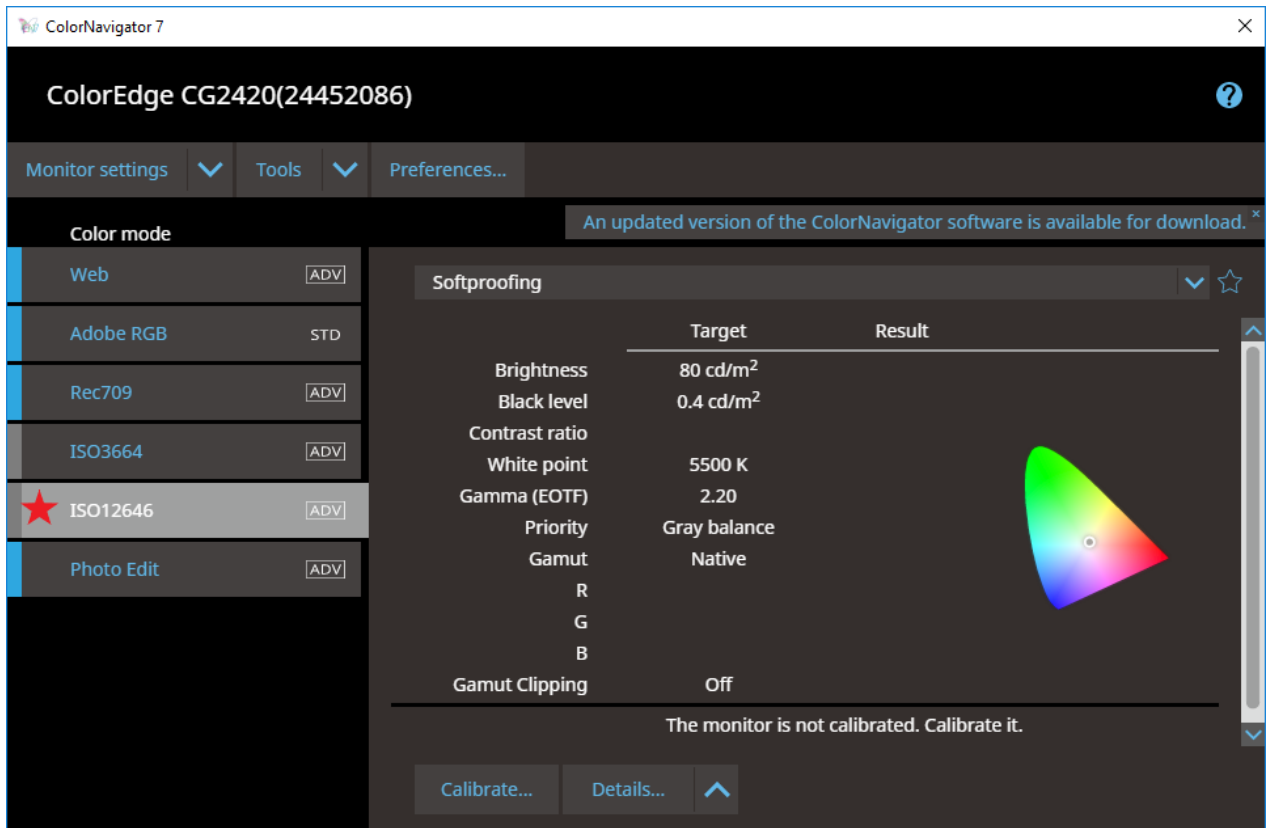 ColorNavigator 7
ColorEdge CG2420(24452086)
Monitor settings Tools Preferences...
An updated version of the ColorNavigator software is available for download.
Color mode
Web ADV
Adobe RGB STD
Rec709 ADV
ISO3664 ADV
ISO12646 ADV
Photo Edit ADV
Softproofing
Target Result
Brightness 80 cd/m²
Black level 0.4 cd/m²
Contrast ratio
White point 5500 K
Gamma (EOTF) 2.20
Priority Gray balance
Gamut Native
R
G
B
Gamut Clipping Off
The monitor is not calibrated. Calibrate it.
Calibrate... Details...